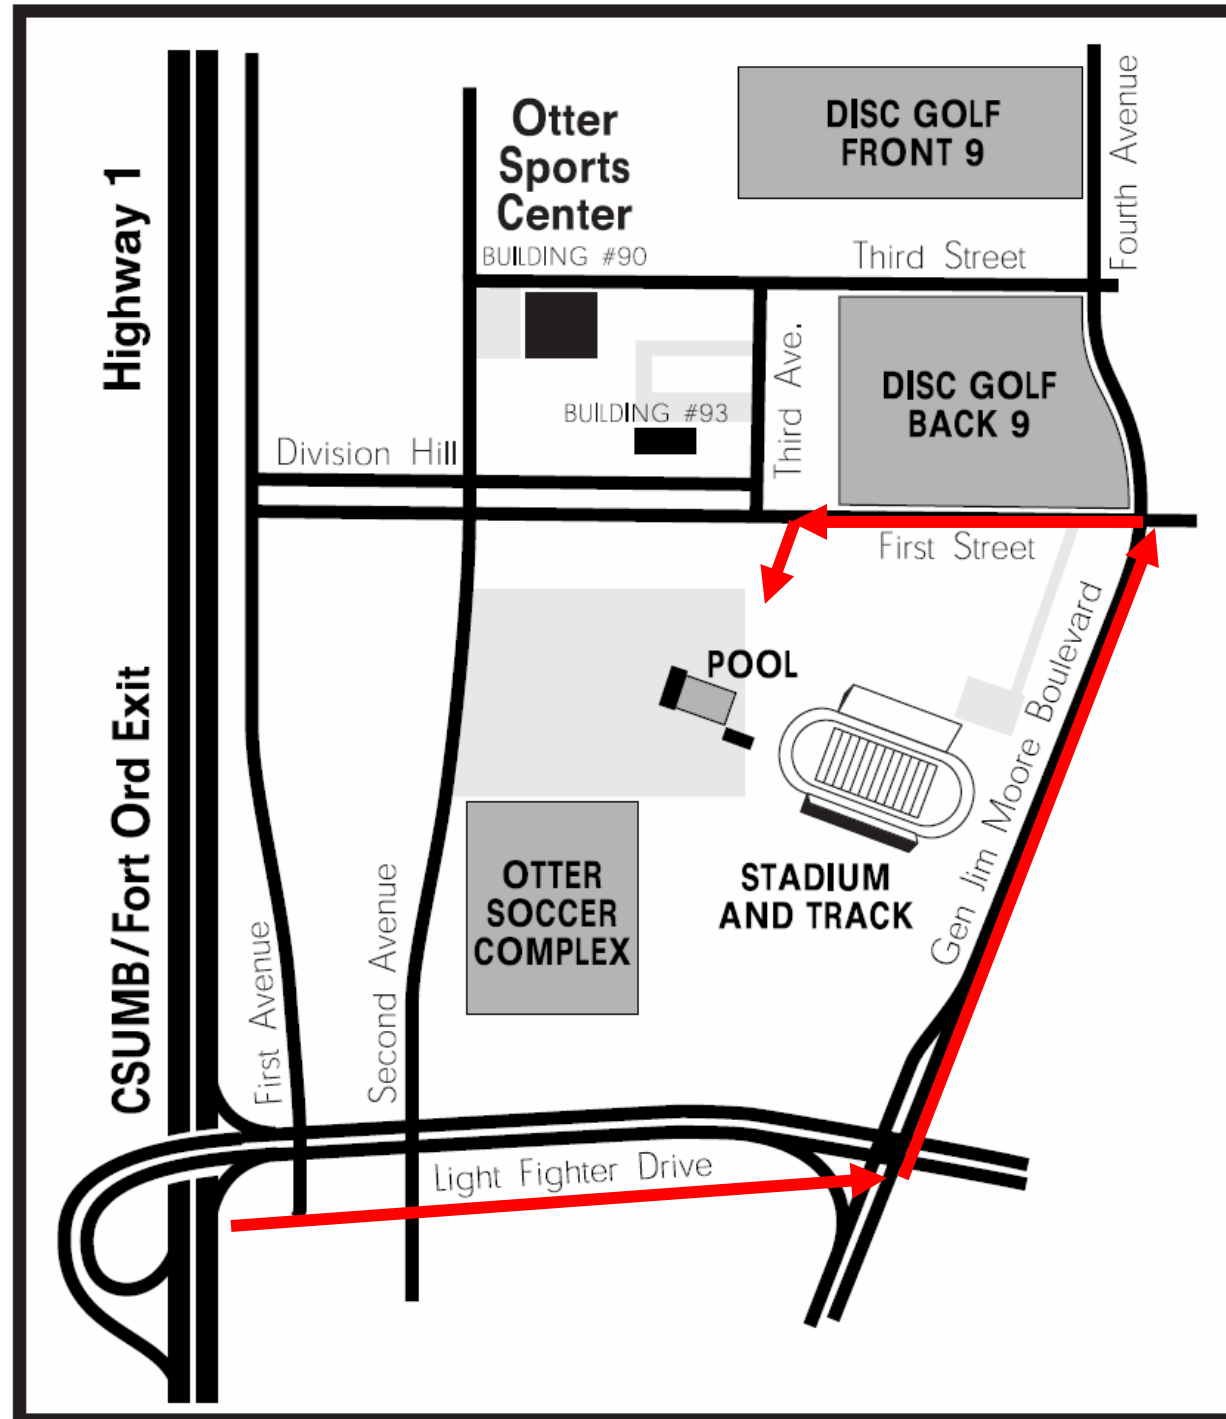 Otter
Sports
Center
BUILDING #90
DISC GOLF
FRONT 9
Fourth Avenue
Third Street
Highway 1
Third Ave.
DISC GOLF
BACK 9
BUILDING #93
Division Hill
First Street
POOL
Gen Jim Moore Boulevard
CSUMB/Fort Ord Exit
STADIUM
AND TRACK
OTTER
SOCCER
COMPLEX
First Avenue
Second Avenue
Light Fighter Drive